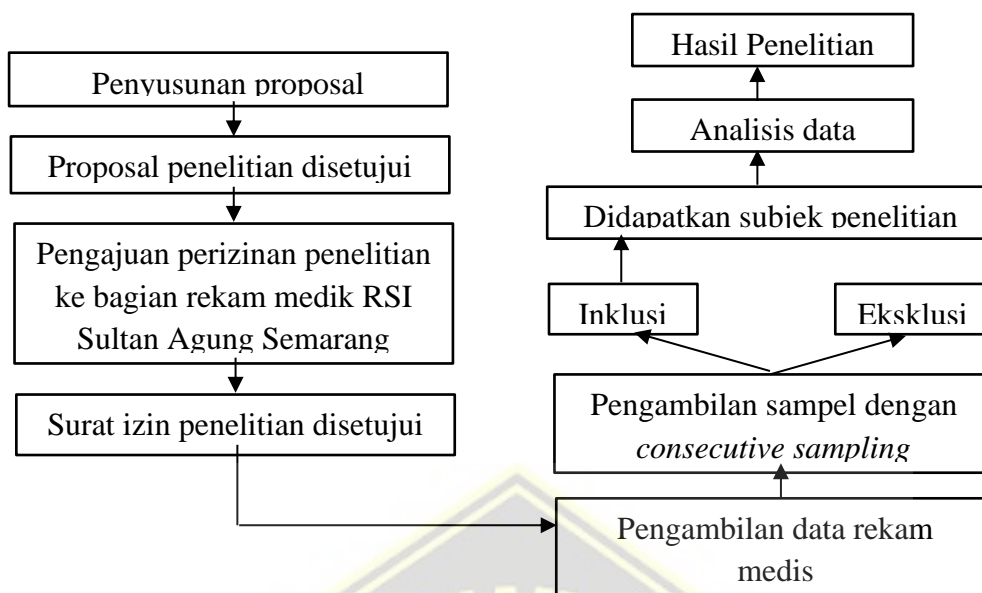 Penyusunan proposal
Proposal penelitian disetujui
Pengajuan perizinan penelitian
ke bagian rekam medik RSI
Sultan Agung Semarang
Surat izin penelitian disetujui
Pengambilan data rekam
medis
Pengambilan sampel dengan
consecutive sampling
Inklusi
Eksklusi
Didapatkan subjek penelitian
Analisis data
Hasil Penelitian